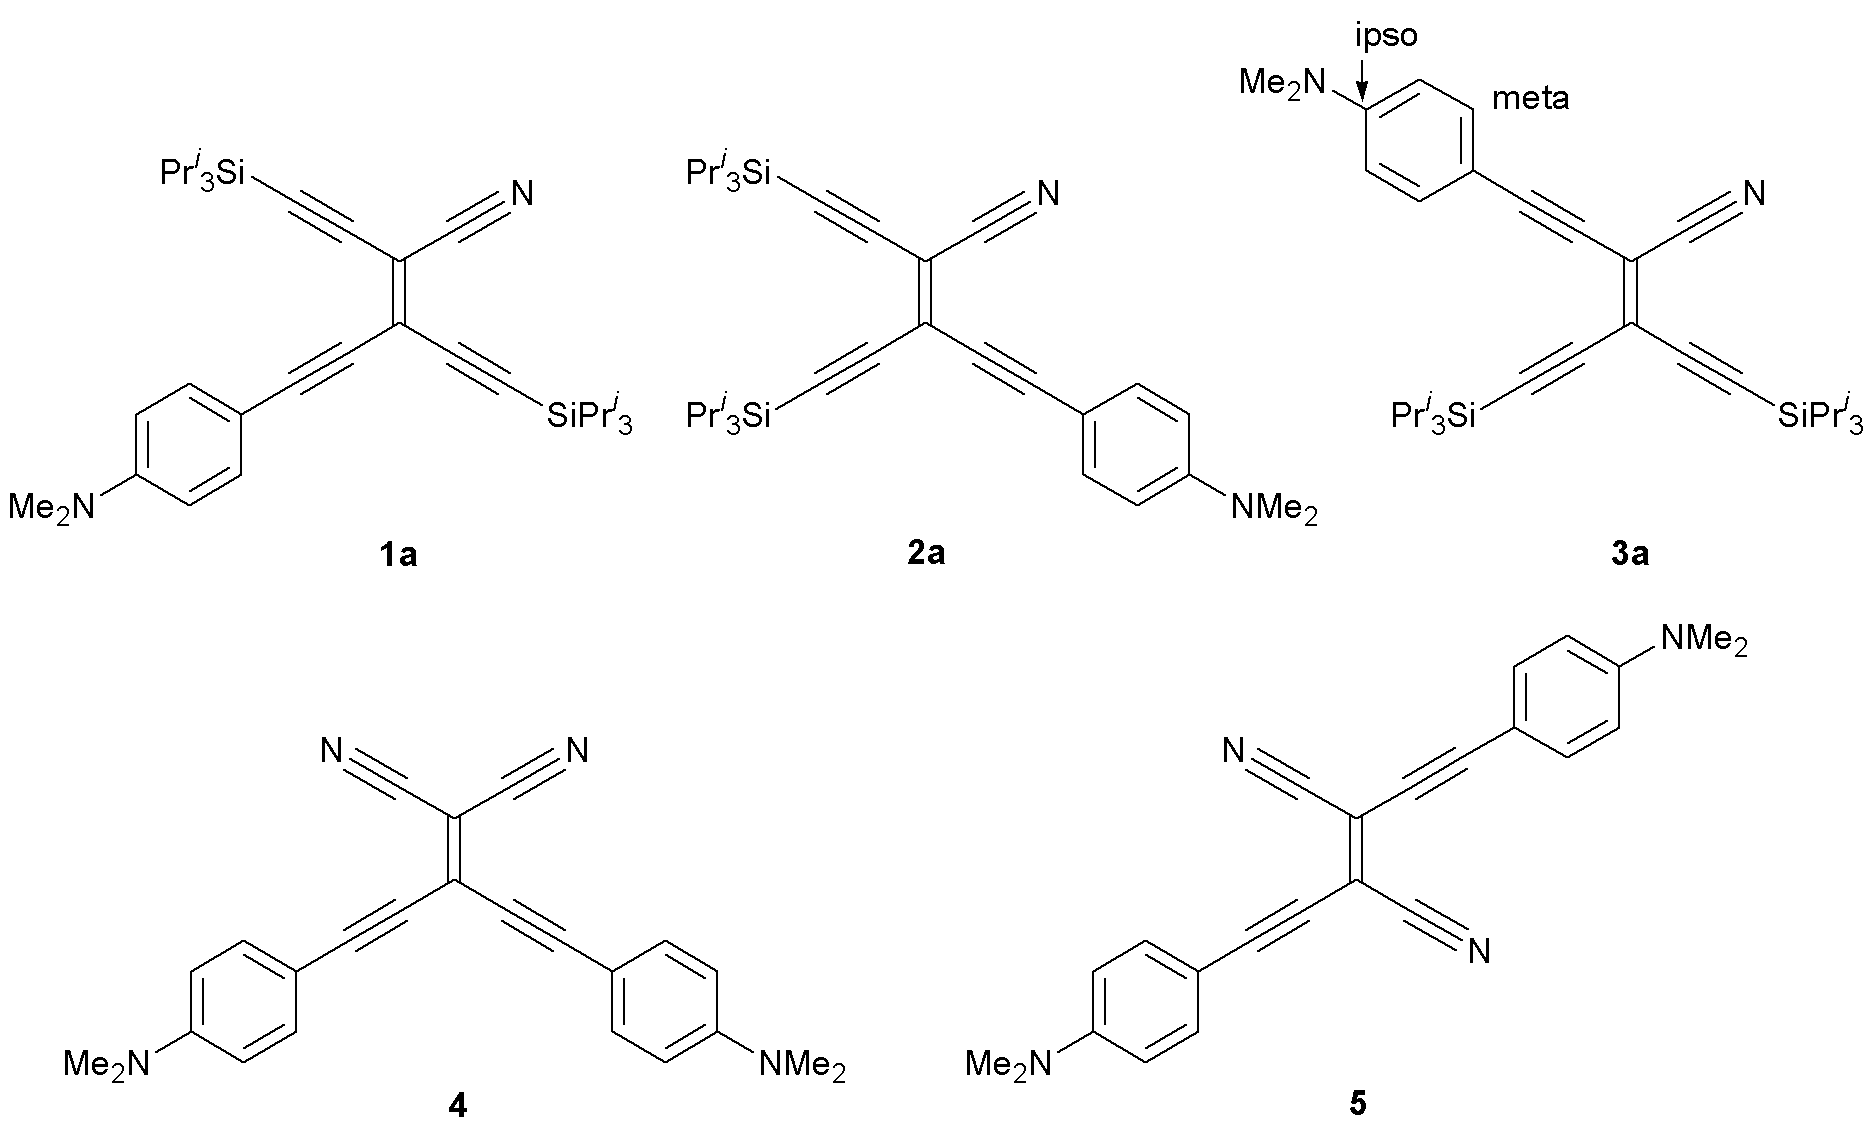 ipso
Me₂N
meta
Prⁱ₃Si
N
Prⁱ₃Si
N
N
Prⁱ₃Si
SiPrⁱ₃
Prⁱ₃Si
SiPrⁱ₃
Me₂N
NMe₂
1a
2a
3a
NMe₂
N
N
N
N
Me₂N
NMe₂
Me₂N
4
5